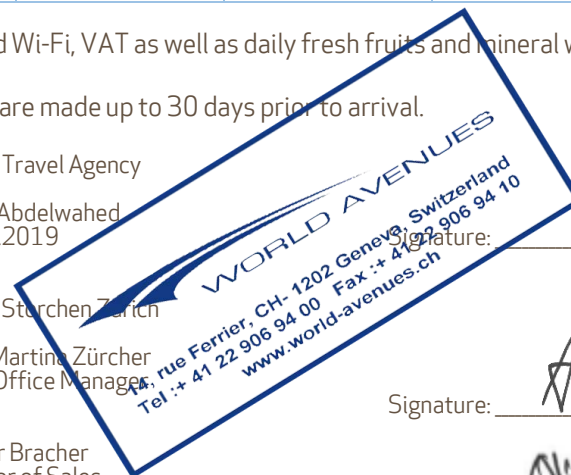 d Wi-Fi, VAT as well as daily fresh fruits and mineral w
are made up to 30 days prior to arrival.
Travel Agency
Abdelwahed
2019
Signature:
WORLD AVENUES
14, rue Ferrier, CH- 1202 Geneva, Switzerland
Tel :+ 41 22 906 94 00 Fax :+ 41 22 906 94 10
www.world-avenues.ch
Storchen Zürich
Martina Zürcher
Office Manager
Signature:
r Bracher
r of Sales